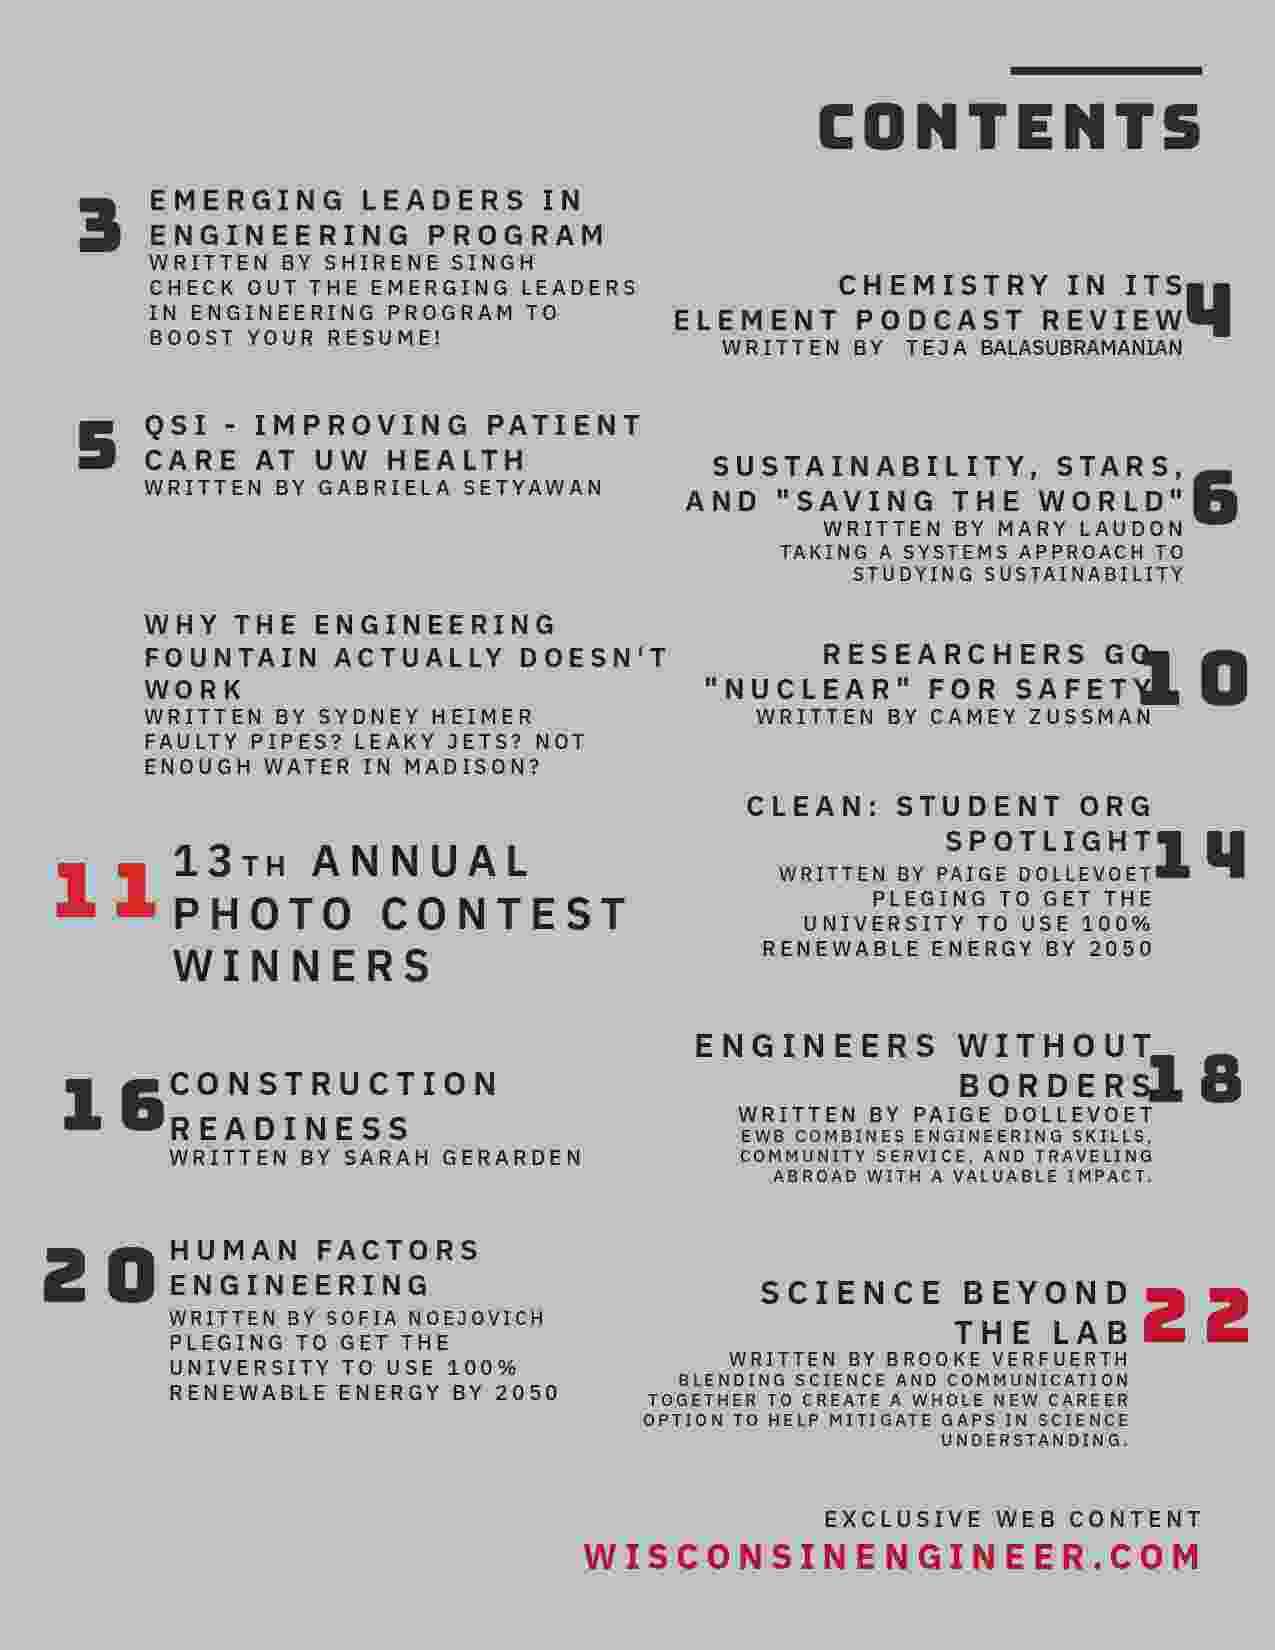 CONTENTS
3
EMERGING LEADERS IN
ENGINEERING PROGRAM
WRITTEN BY SHIRENE SINGH
CHECK OUT THE EMERGING LEADERS
IN ENGINEERING PROGRAM TO
BOOST YOUR RESUME!
CHEMISTRY IN ITS
ELEMENT PODCAST REVIEW
4
WRITTEN BY TEJA BALASUBRAMANIAN
5
QSI - IMPROVING PATIENT
CARE AT UW HEALTH
WRITTEN BY GABRIELA SETYAWAN
SUSTAINABILITY, STARS,
AND "SAVING THE WORLD"
6
WRITTEN BY MARY LAUDON
TAKING A SYSTEMS APPROACH TO
STUDYING SUSTAINABILITY
WHY THE ENGINEERING
FOUNTAIN ACTUALLY DOESN'T
WORK
WRITTEN BY SYDNEY HEIMER
FAULTY PIPES? LEAKY JETS? NOT
ENOUGH WATER IN MADISON?
RESEARCHERS GO
"NUCLEAR" FOR SAFETY
10
WRITTEN BY CAMEY ZUSSMAN
11
13TH ANNUAL
PHOTO CONTEST
WINNERS
CLEAN: STUDENT ORG
SPOTLIGHT
14
WRITTEN BY PAIGE DOLLEVOET
PLEGING TO GET THE
UNIVERSITY TO USE 100%
RENEWABLE ENERGY BY 2050
16
CONSTRUCTION
READINESS
WRITTEN BY SARAH GERARDEN
ENGINEERS WITHOUT
BORDERS
18
WRITTEN BY PAIGE DOLLEVOET
EWB COMBINES ENGINEERING SKILLS,
COMMUNITY SERVICE, AND TRAVELING
ABROAD WITH A VALUABLE IMPACT.
20
HUMAN FACTORS
ENGINEERING
WRITTEN BY SOFIA NOEJOVICH
PLEGING TO GET THE
UNIVERSITY TO USE 100%
RENEWABLE ENERGY BY 2050
SCIENCE BEYOND
THE LAB
22
WRITTEN BY BROOKE VERFUERTH
BLENDING SCIENCE AND COMMUNICATION
TOGETHER TO CREATE A WHOLE NEW CAREER
OPTION TO HELP MITIGATE GAPS IN SCIENCE
UNDERSTANDING.
EXCLUSIVE WEB CONTENT
WISCONSINENGINEER.COM